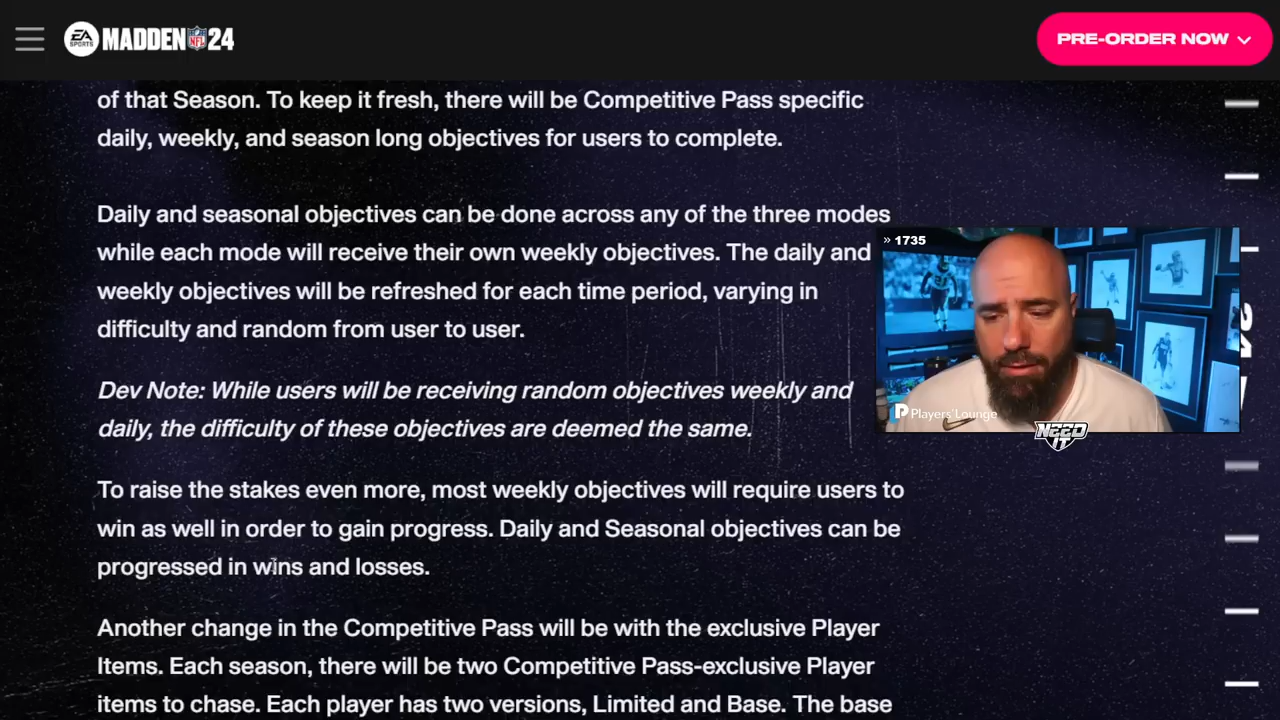 EA SPORTS MADDEN NFL 24
PRE-ORDER NOW
of that Season. To keep it fresh, there will be Competitive Pass specific
daily, weekly, and season long objectives for users to complete.
Daily and seasonal objectives can be done across any of the three modes
while each mode will receive their own weekly objectives. The daily and
weekly objectives will be refreshed for each time period, varying in
difficulty and random from user to user.
Dev Note: While users will be receiving random objectives weekly and
daily, the difficulty of these objectives are deemed the same.
To raise the stakes even more, most weekly objectives will require users to
win as well in order to gain progress. Daily and Seasonal objectives can be
progressed in wins and losses.
Another change in the Competitive Pass will be with the exclusive Player
Items. Each season, there will be two Competitive Pass-exclusive Player
items to chase. Each player has two versions, Limited and Base. The base
» 1735
Players' Lounge
NEED IT